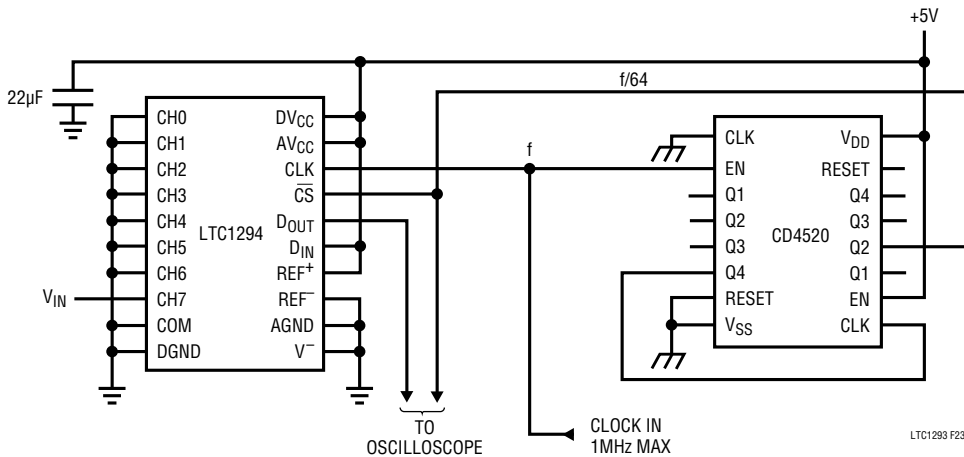 +5V
f/64
22µF
CH0
CH1
CH2
CH3
CH4
CH5
CH6
CH7
COM
DGND
LTC1294
DVCC
AVCC
CLK
CS
DOUT
DIN
REF+
REF–
AGND
V–
VIN
f
CLK
EN
Q1
Q2
Q3
Q4
RESET
VSS
CD4520
VDD
RESET
Q4
Q3
Q2
Q1
EN
CLK
TO
OSCILLOSCOPE
CLOCK IN
1MHz MAX
LTC1293 F23